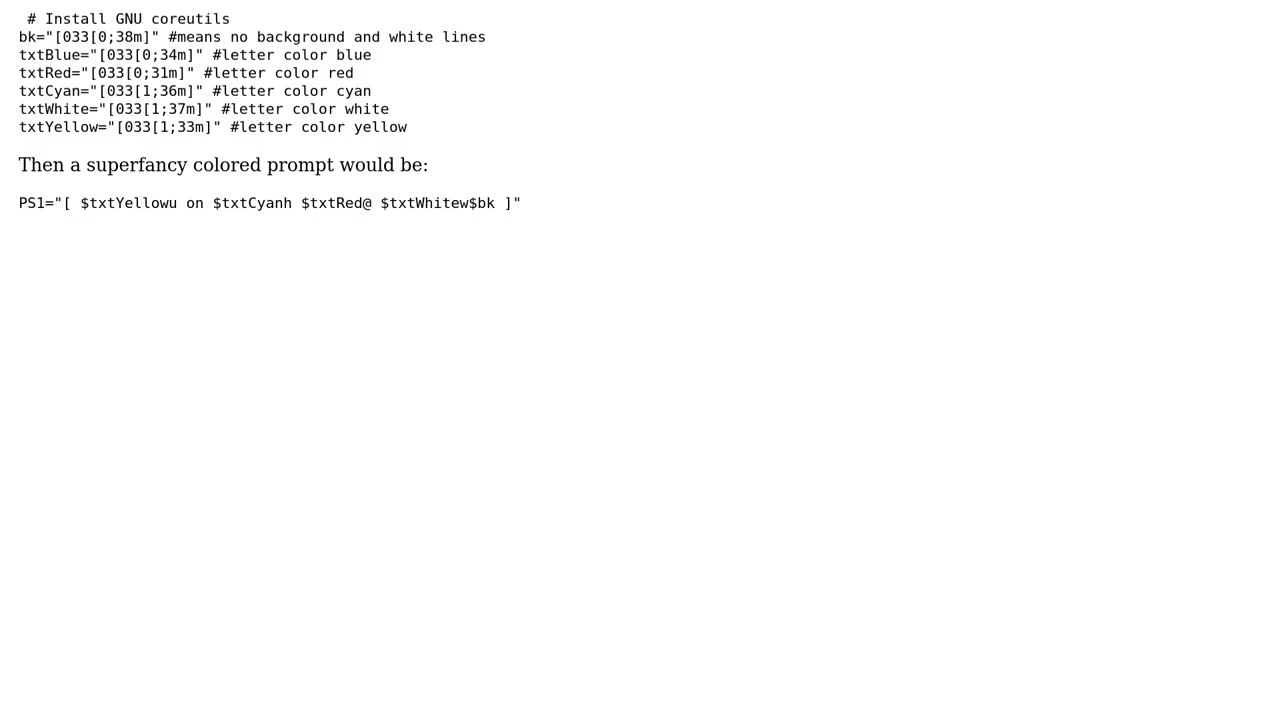 # Install GNU coreutils
bk="[033[0;38m]" #means no background and white lines
txtBlue="[033[0;34m]" #letter color blue
txtRed="[033[0;31m]" #letter color red
txtCyan="[033[1;36m]" #letter color cyan
txtWhite="[033[1;37m]" #letter color white
txtYellow="[033[1;33m]" #letter color yellow
Then a superfancy colored prompt would be:
PS1="[ $txtYellowu on $txtCyanh $txtRed@ $txtWhitew$bk ]"